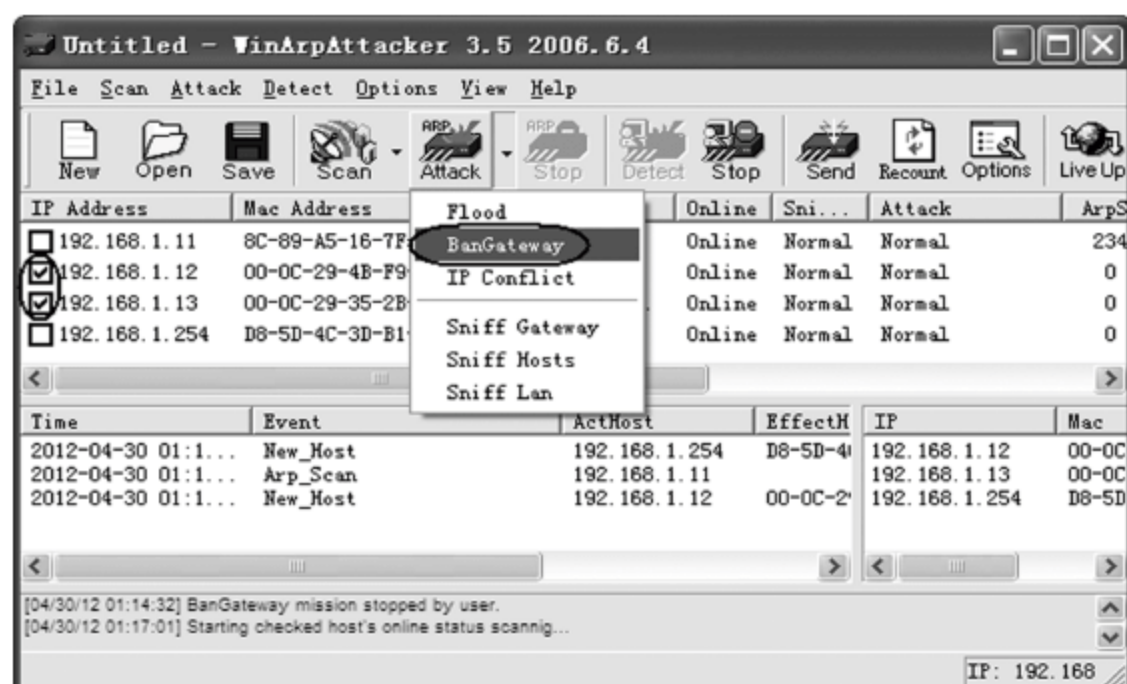 Untitled - WinArpAttacker 3.5 2006.6.4
File Scan Attack Detect Options View Help
New Open Save Scan ARP Attack ARP Stop Detect Stop Send Recount Options Live Up
IP Address Mac Address Online Sni... Attack ArpS
Flood
192.168.1.11 8C-89-A5-16-7F Online Normal Normal 234
BanGateway
192.168.1.12 00-0C-29-4B-F9 Online Normal Normal 0
IP Conflict
192.168.1.13 00-0C-29-35-2B Online Normal Normal 0
Sniff Gateway
192.168.1.254 D8-5D-4C-3D-B1 Online Normal Normal 0
Sniff Hosts
Sniff Lan
Time Event ActHost EffectH IP Mac
2012-04-30 01:1... New_Host 192.168.1.254 D8-5D-4 192.168.1.12 00-0C
2012-04-30 01:1... Arp_Scan 192.168.1.11 192.168.1.13 00-0C
2012-04-30 01:1... New_Host 192.168.1.12 00-0C-2 192.168.1.254 D8-5D
[04/30/12 01:14:32] BanGateway mission stopped by user.
[04/30/12 01:17:01] Starting checked host's online status scannig...
IP: 192.168